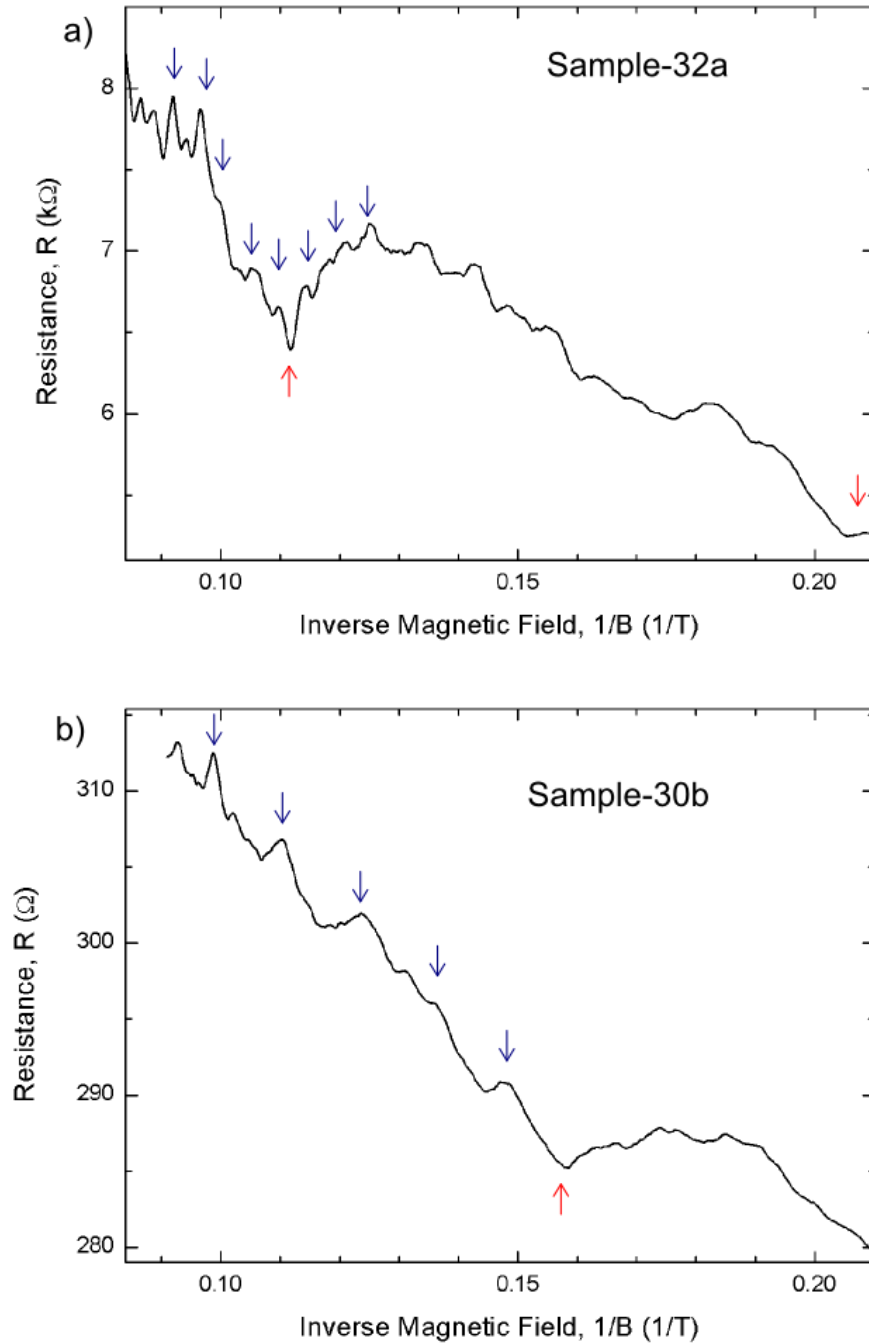 a)
Sample-32a
8
7
6
Resistance, R (kΩ)
0.10 0.15 0.20
Inverse Magnetic Field, 1/B (1/T)
b)
Sample-30b
310
300
290
280
Resistance, R (Ω)
0.10 0.15 0.20
Inverse Magnetic Field, 1/B (1/T)